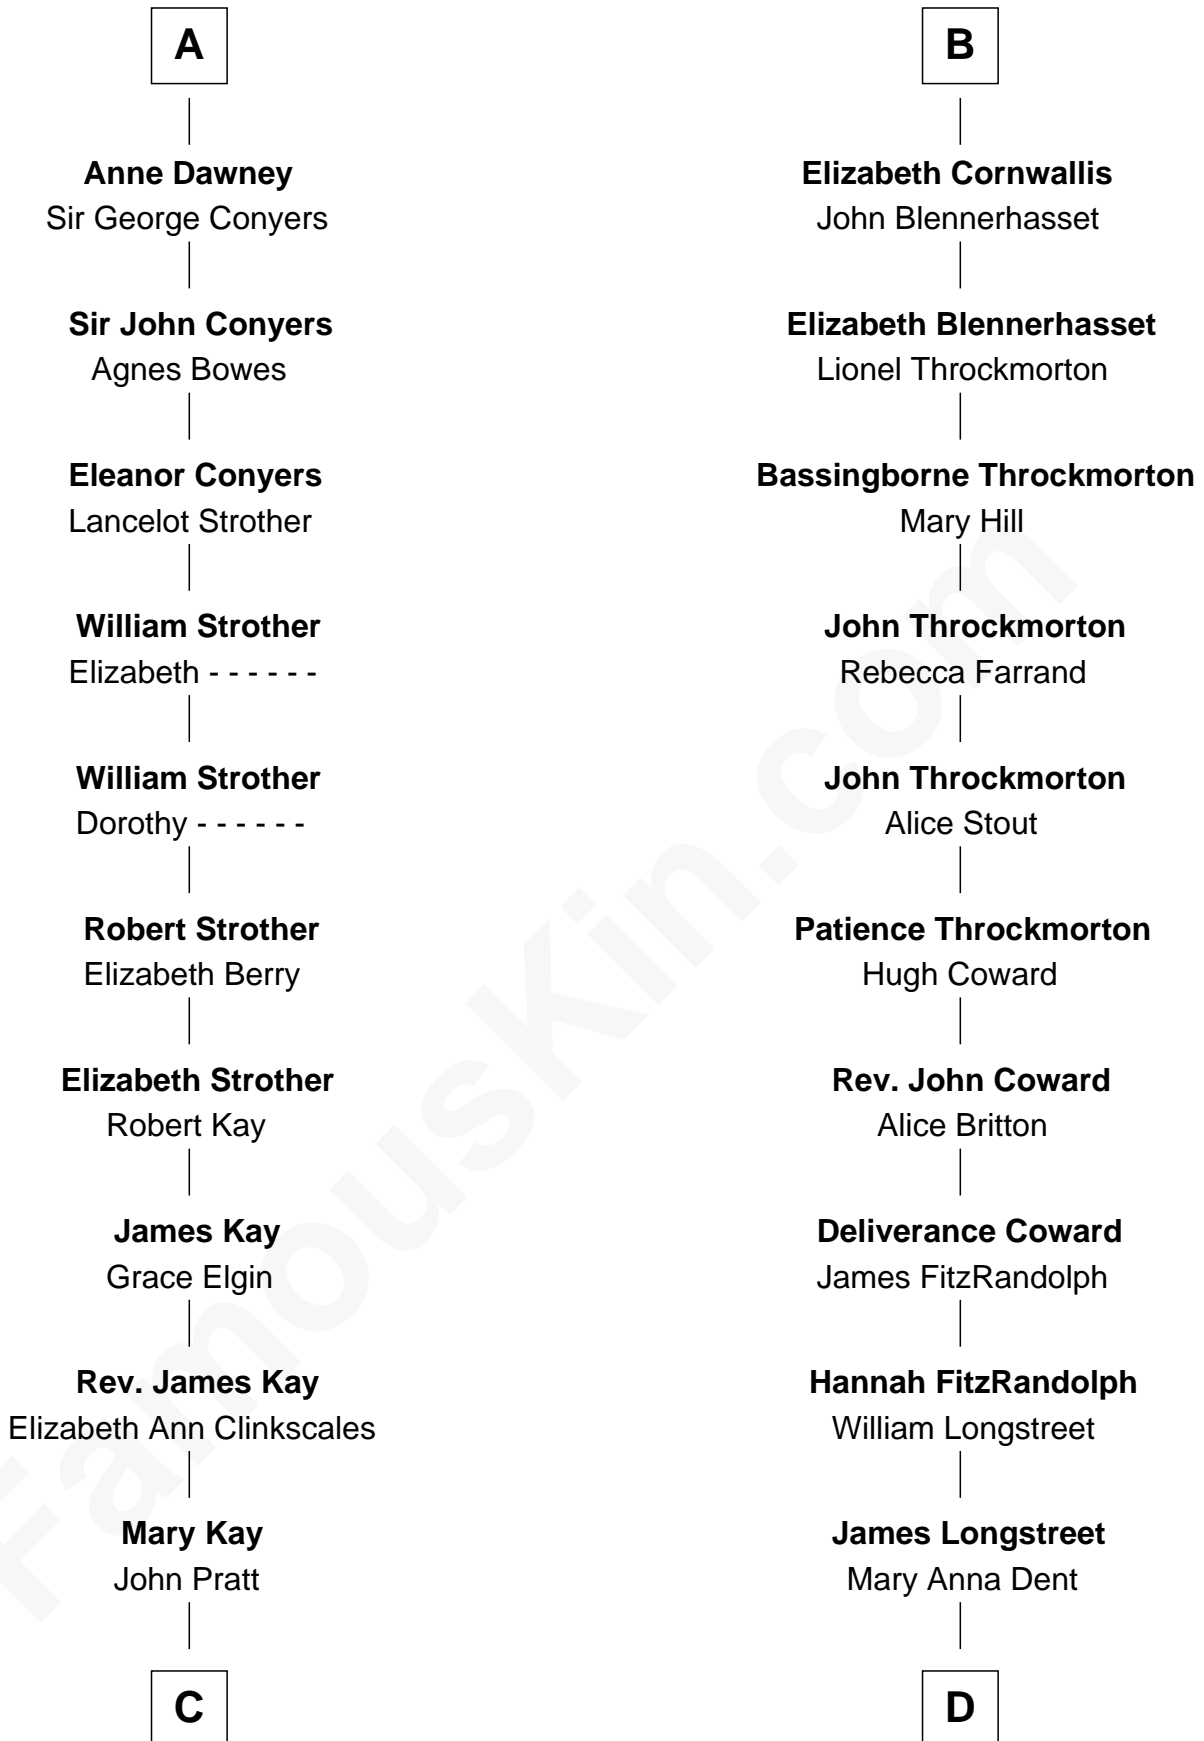 A
Anne Dawney
Sir George Conyers
Sir John Conyers
Agnes Bowes
Eleanor Conyers
Lancelot Strother
William Strother
Elizabeth - - - - - -
William Strother
Dorothy - - - - - -
Robert Strother
Elizabeth Berry
Elizabeth Strother
Robert Kay
James Kay
Grace Elgin
Rev. James Kay
Elizabeth Ann Clinkscales
Mary Kay
John Pratt
C
B
Elizabeth Cornwallis
John Blennerhasset
Elizabeth Blennerhasset
Lionel Throckmorton
Bassingborne Throckmorton
Mary Hill
John Throckmorton
Rebecca Farrand
John Throckmorton
Alice Stout
Patience Throckmorton
Hugh Coward
Rev. John Coward
Alice Britton
Deliverance Coward
James FitzRandolph
Hannah FitzRandolph
William Longstreet
James Longstreet
Mary Anna Dent
D
FamousKin.com